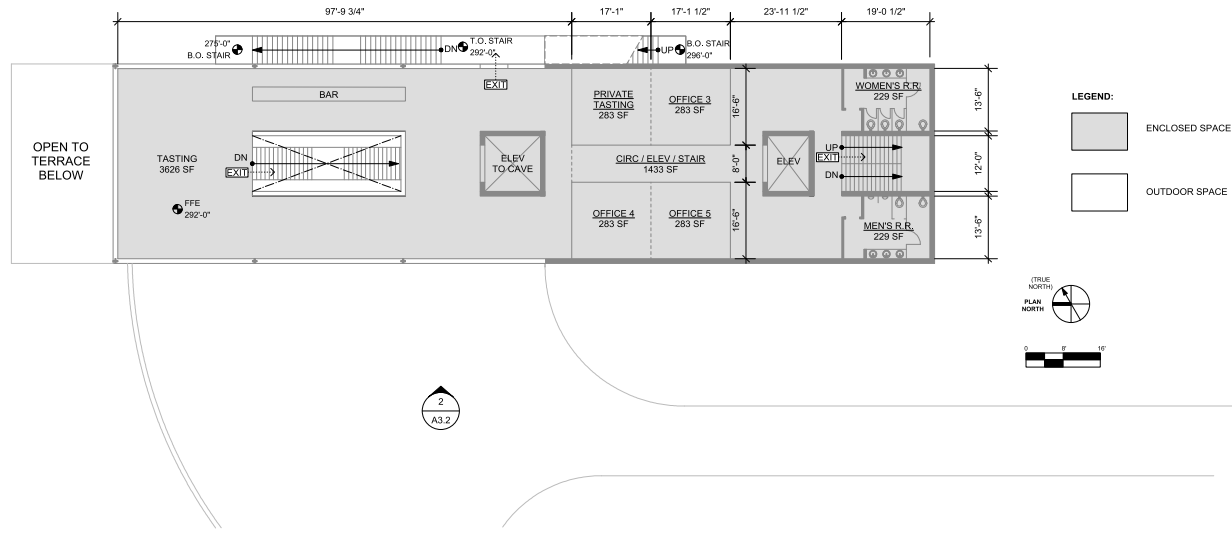 97'-9 3/4"
17'-1"
17'-1 1/2"
23'-11 1/2"
19'-0 1/2"
275'-0"
B.O. STAIR
DN
T.O. STAIR
292'-0"
UP
B.O. STAIR
296'-0"
EXIT
BAR
OPEN TO
TERRACE
BELOW
TASTING
3626 SF
DN
EXIT
FFE
292'-0"
ELEV
TO CAVE
PRIVATE
TASTING
283 SF
OFFICE 3
283 SF
16'-6"
CIRC / ELEV / STAIR
1433 SF
8'-0"
OFFICE 4
283 SF
OFFICE 5
283 SF
16'-6"
ELEV
UP
EXIT
DN
WOMEN'S R.R.
229 SF
MEN'S R.R.
229 SF
13'-6"
12'-0"
13'-6"
LEGEND:
ENCLOSED SPACE
OUTDOOR SPACE
(TRUE
NORTH)
PLAN
NORTH
0 8' 16'
2
A3.2